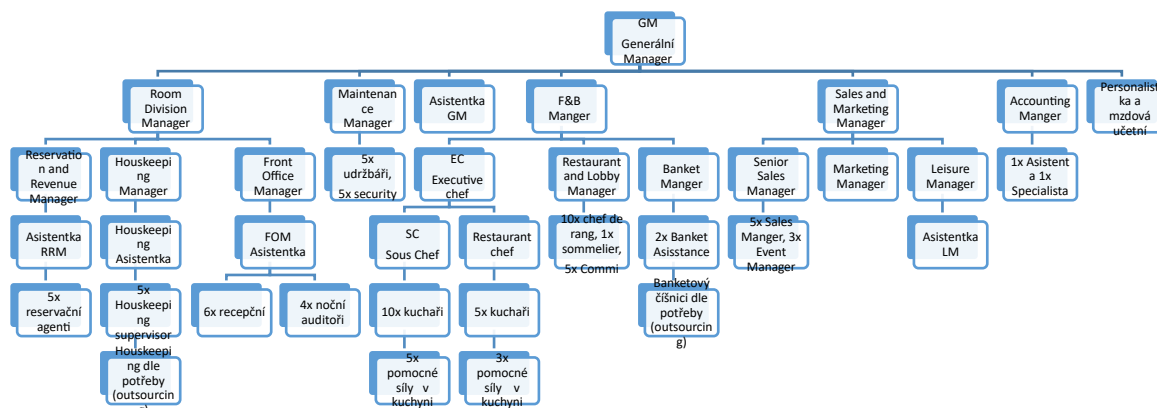 GM
Generální
Manager
Room
Division
Manager
Maintenan
ce
Manager
Asistentka
GM
F&B
Manger
Sales and
Marketing
Manager
Accounting
Manger
Personalist
ka a
mzdová
učetní
Reservatio
n and
Revenue
Manager
Houskeepi
ng
Manager
Front
Office
Manager
5x
udržbáři,
5x security
EC
Executive
chef
Restaurant
and Lobby
Manager
Banket
Manger
Senior
Sales
Manager
Marketing
Manager
Leisure
Manager
1x Asistent
a 1x
Specialista
Asistentka
RRM
Houskeepi
ng
Asistentka
FOM
Asistentka
SC
Sous Chef
Restaurant
chef
10x chef de
rang, 1x
sommelier,
5x Commi
2x Banket
Asisstance
5x Sales
Manger, 3x
Event
Manager
Asistentka
LM
5x
reservační
agenti
5x
Houskeepi
ng
supervisor
6x recepční
4x noční
auditoři
10x kuchaři
5x kuchaři
Banketový
číšnici dle
potřeby
(outsourcin
g)
Houskeepi
ng dle
potřeby
(outsourcin
g)
5x
pomocné
síly v
kuchyni
3x
pomocné
síly v
kuchyni